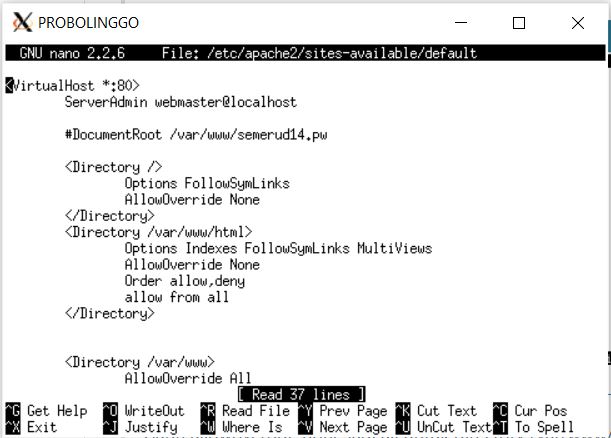 PROBOLINGGO
GNU nano 2.2.6 File: /etc/apache2/sites-available/default
<VirtualHost *:80>
ServerAdmin webmaster@localhost
#DocumentRoot /var/www/semerud14.pw
<Directory />
Options FollowSymLinks
AllowOverride None
</Directory>
<Directory /var/www/html>
Options Indexes FollowSymLinks MultiViews
AllowOverride None
Order allow,deny
allow from all
</Directory>
<Directory /var/www>
AllowOverride All
[ Read 37 lines ]
^G Get Help ^O WriteOut ^R Read File ^Y Prev Page ^K Cut Text ^C Cur Pos
^X Exit ^J Justify ^W Where Is ^V Next Page ^U UnCut Text ^T To Spell